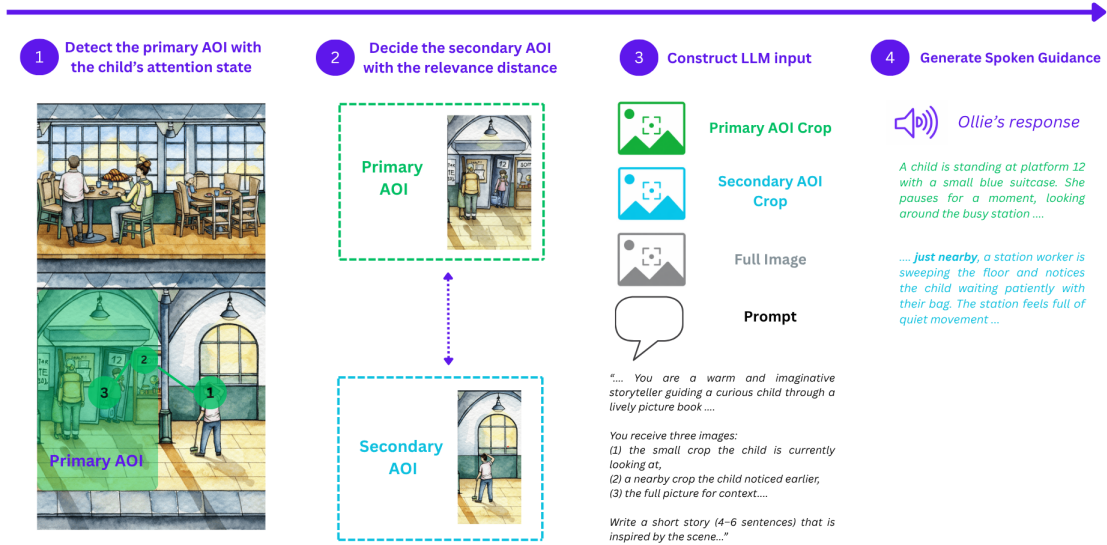 1
Detect the primary AOI with
the child's attention state
2
Decide the secondary AOI
with the relevance distance
3
Construct LLM input
4
Generate Spoken Guidance
12
2
3
1
Primary AOI
Primary
AOI
Secondary
AOI
Primary AOI Crop
Secondary AOI
Crop
Full Image
Prompt
".... You are a warm and imaginative
storyteller guiding a curious child through a
lively picture book ....
You receive three images:
(1) the small crop the child is currently
looking at,
(2) a nearby crop the child noticed earlier,
(3) the full picture for context....
Write a short story (4–6 sentences) that is
inspired by the scene..."
Ollie's response
A child is standing at platform 12
with a small blue suitcase. She
pauses for a moment, looking
around the busy station ....
.... just nearby, a station worker is
sweeping the floor and notices
the child waiting patiently with
their bag. The station feels full of
quiet movement ...